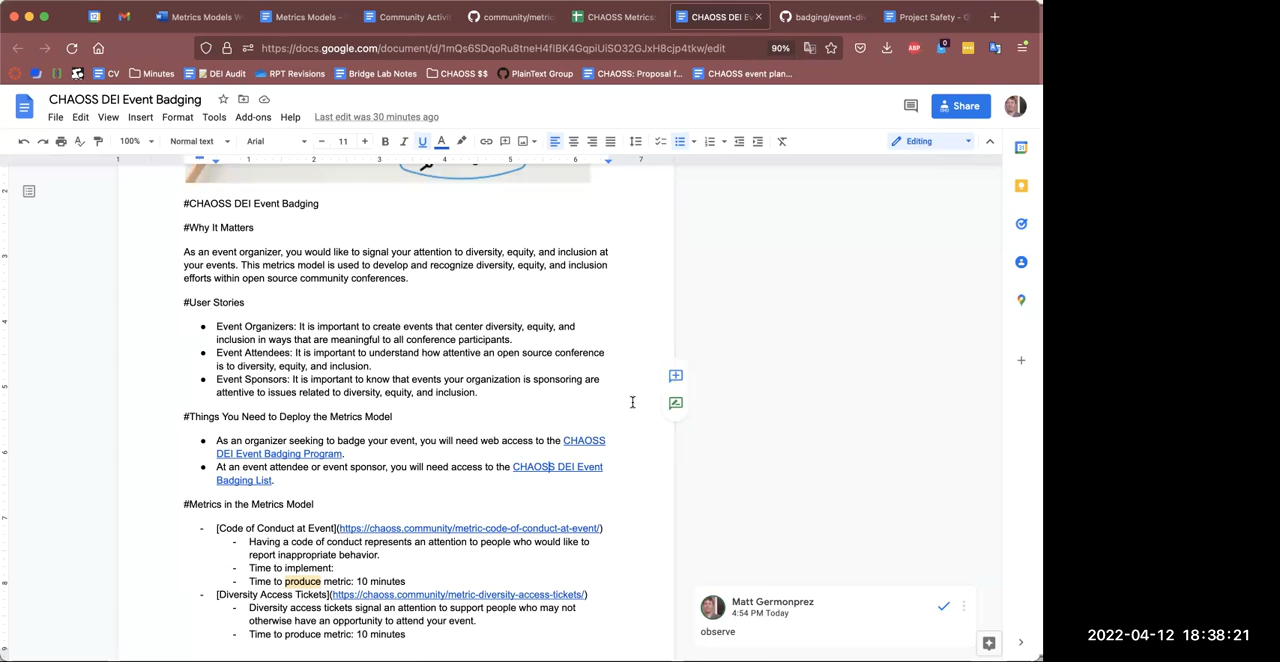 Metrics Models W
Metrics Models -
Community Activi
community/metric
CHAOSS Metrics:
CHAOSS DEI Ev
badging/event-div
Project Safety - G
https://docs.google.com/document/d/1mQs6SDqoRu8tneH4fIBK4GqpiUiSO32GJxH8cjp4tkw/edit
90%
ABP
0
CV
Minutes
DEI Audit
RPT Revisions
Bridge Lab Notes
CHAOSS $$
PlainText Group
CHAOSS: Proposal f...
CHAOSS event plan...
CHAOSS DEI Event Badging
File Edit View Insert Format Tools Add-ons Help
Last edit was 30 minutes ago
Share
100%
Normal text
Arial
11
B I U A
Editing
1 1 2 3 4 5 6 7
#CHAOSS DEI Event Badging
#Why It Matters
As an event organizer, you would like to signal your attention to diversity, equity, and inclusion at
your events. This metrics model is used to develop and recognize diversity, equity, and inclusion
efforts within open source community conferences.
#User Stories
● Event Organizers: It is important to create events that center diversity, equity, and
inclusion in ways that are meaningful to all conference participants.
● Event Attendees: It is important to understand how attentive an open source conference
is to diversity, equity, and inclusion.
● Event Sponsors: It is important to know that events your organization is sponsoring are
attentive to issues related to diversity, equity, and inclusion.
#Things You Need to Deploy the Metrics Model
● As an organizer seeking to badge your event, you will need web access to the CHAOSS
DEI Event Badging Program.
● At an event attendee or event sponsor, you will need access to the CHAOSS DEI Event
Badging List.
#Metrics in the Metrics Model
- [Code of Conduct at Event](https://chaoss.community/metric-code-of-conduct-at-event/)
- Having a code of conduct represents an attention to people who would like to
report inappropriate behavior.
- Time to implement:
- Time to produce metric: 10 minutes
- [Diversity Access Tickets](https://chaoss.community/metric-diversity-access-tickets/)
- Diversity access tickets signal an attention to support people who may not
otherwise have an opportunity to attend your event.
- Time to produce metric: 10 minutes
Matt Germonprez
4:54 PM Today
observe
2022-04-12 18:38:21